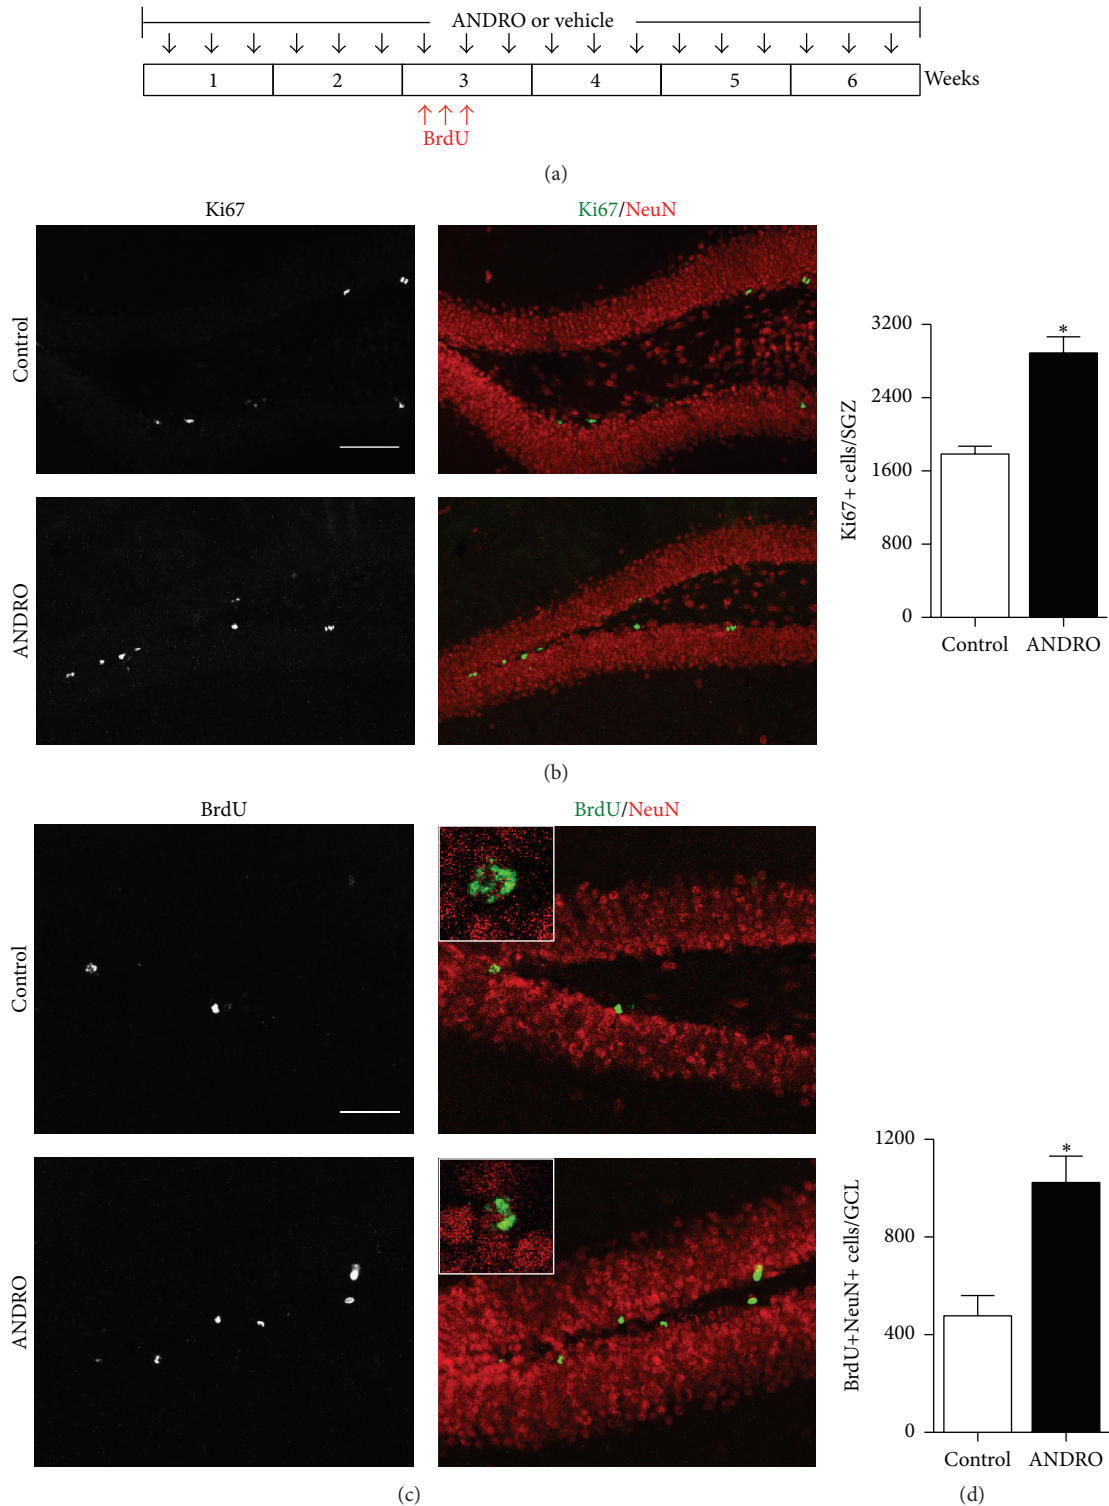 ANDRO or vehicle
1 2 3 4 5 6 Weeks
BrdU
(a)
Ki67
Ki67/NeuN
Control
ANDRO
3200
2400
1600
800
0
Ki67+ cells/SGZ
*
Control ANDRO
(b)
BrdU
BrdU/NeuN
Control
ANDRO
1200
800
400
0
BrdU+NeuN+ cells/GCL
*
Control ANDRO
(c)
(d)